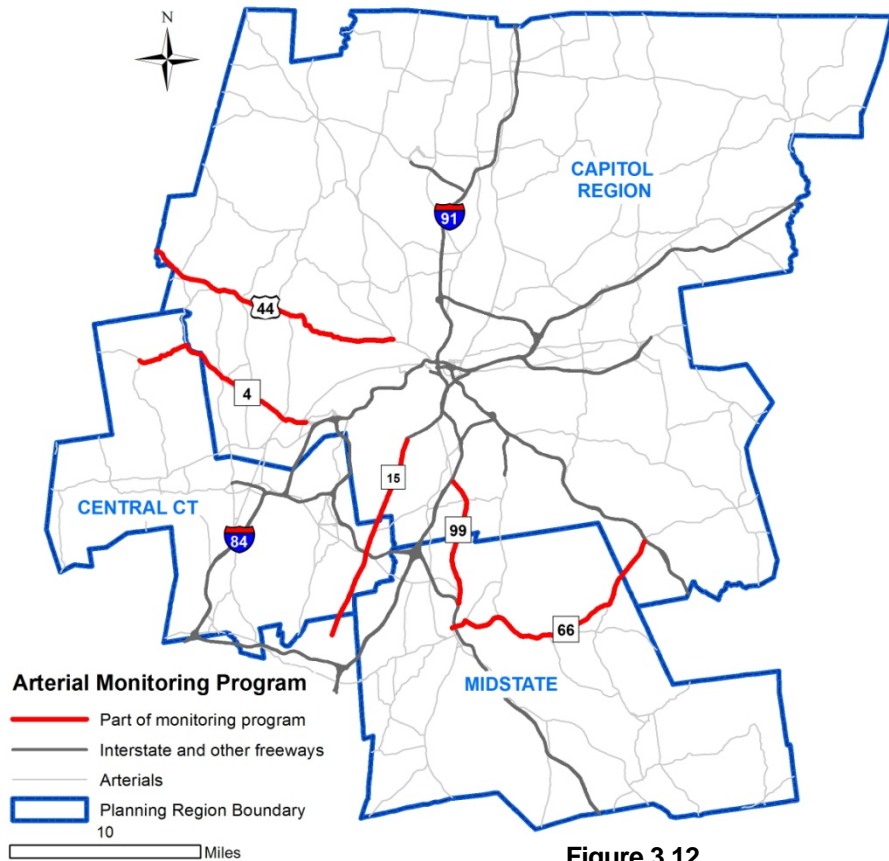 N
CAPITOL
REGION
91
44
4
15
CENTRAL CT
99
84
66
MIDSTATE
Arterial Monitoring Program
Part of monitoring program
Interstate and other freeways
Arterials
Planning Region Boundary
10
Miles
Figure 3.12